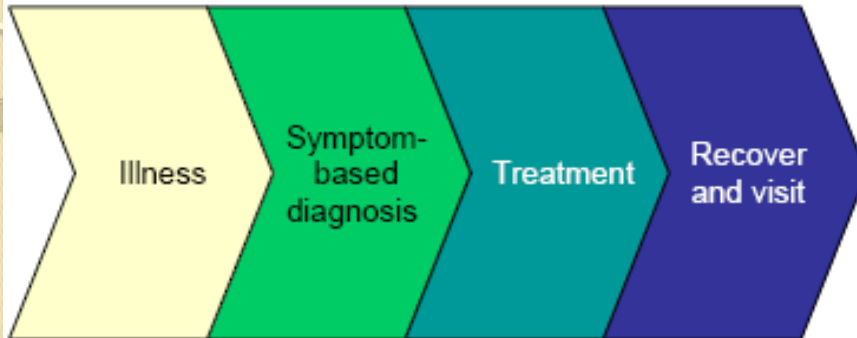 Illness
Symptom-
based
diagnosis
Treatment
Recover
and visit